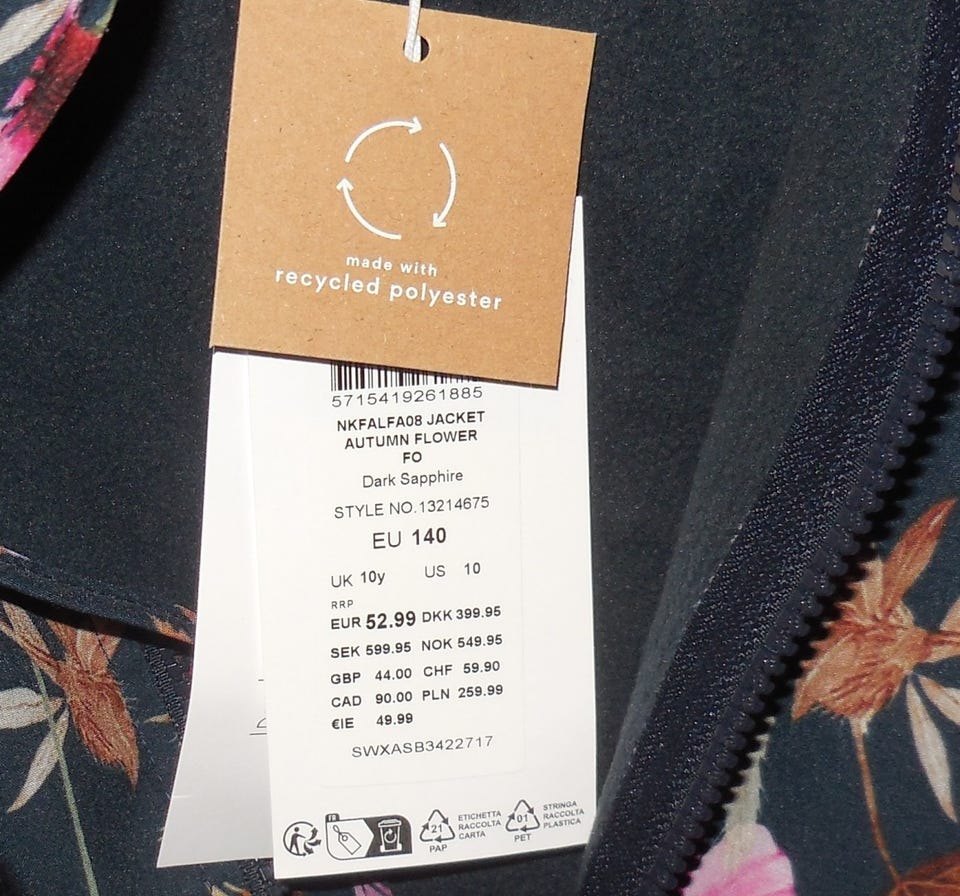 made with
recycled polyester
5715419261885
NKFALFA08 JACKET
AUTUMN FLOWER
FO
Dark Sapphire
STYLE NO.13214675
EU 140
UK 10y US 10
RRP
EUR 52.99 DKK 399.95
SEK 599.95 NOK 549.95
GBP 44.00 CHF 59.90
CAD 90.00 PLN 259.99
€IE 49.99
SWXASB3422717
FR
21
PAP
ETICHETTA
RACCOLTA
CARTA
01
PET
STRINGA
RACCOLTA
PLASTICA